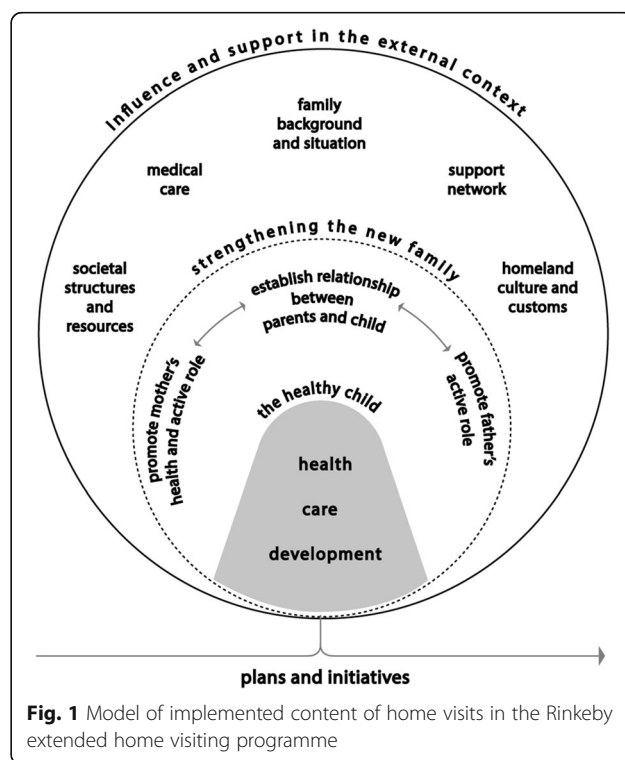 Influence and support in the external context
family
background
and situation
medical
care
support
network
societal
structures
and
resources
homeland
culture and
customs
strengthening the new family
establish relationship
between
parents and child
promote mother's
health and active role
promote father's
active role
the healthy child
health
care
development
plans and initiatives
Fig. 1 Model of implemented content of home visits in the Rinkeby
extended home visiting programme